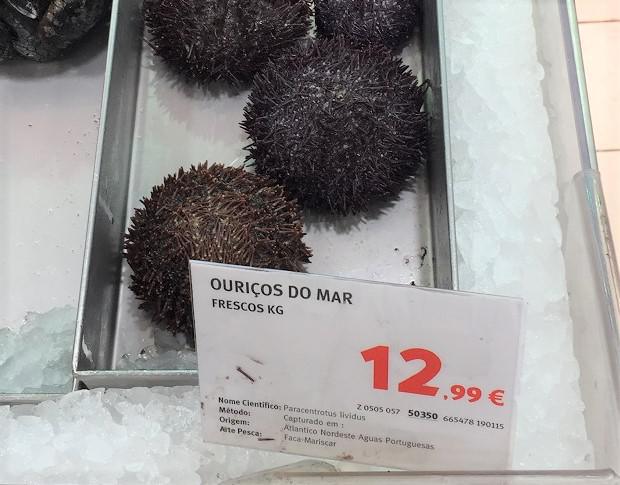 OURIÇOS DO MAR
FRESCOS KG
12,99 €
Z 0505 057 50350 665478 190115
Nome Científico: Paracentrotus lividus
Método: Capturado em :
Origem: Atlantico Nordeste Aguas Portuguesas
Arte Pesca: Faca-Mariscar